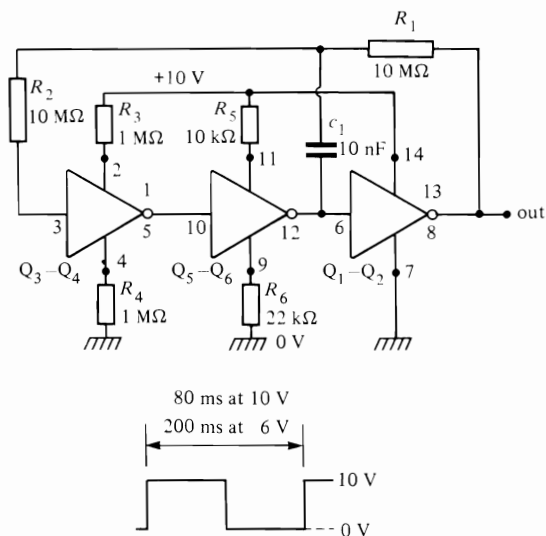 R1
10 MΩ
R2
10 MΩ
+10 V
R3
1 MΩ
R5
10 kΩ
c1
10 nF
2
11
14
1
13
3
5
10
12
6
8
out
4
9
7
Q3–Q4
Q5–Q6
Q1–Q2
R4
1 MΩ
R6
22 kΩ
0 V
80 ms at 10 V
200 ms at 6 V
10 V
0 V